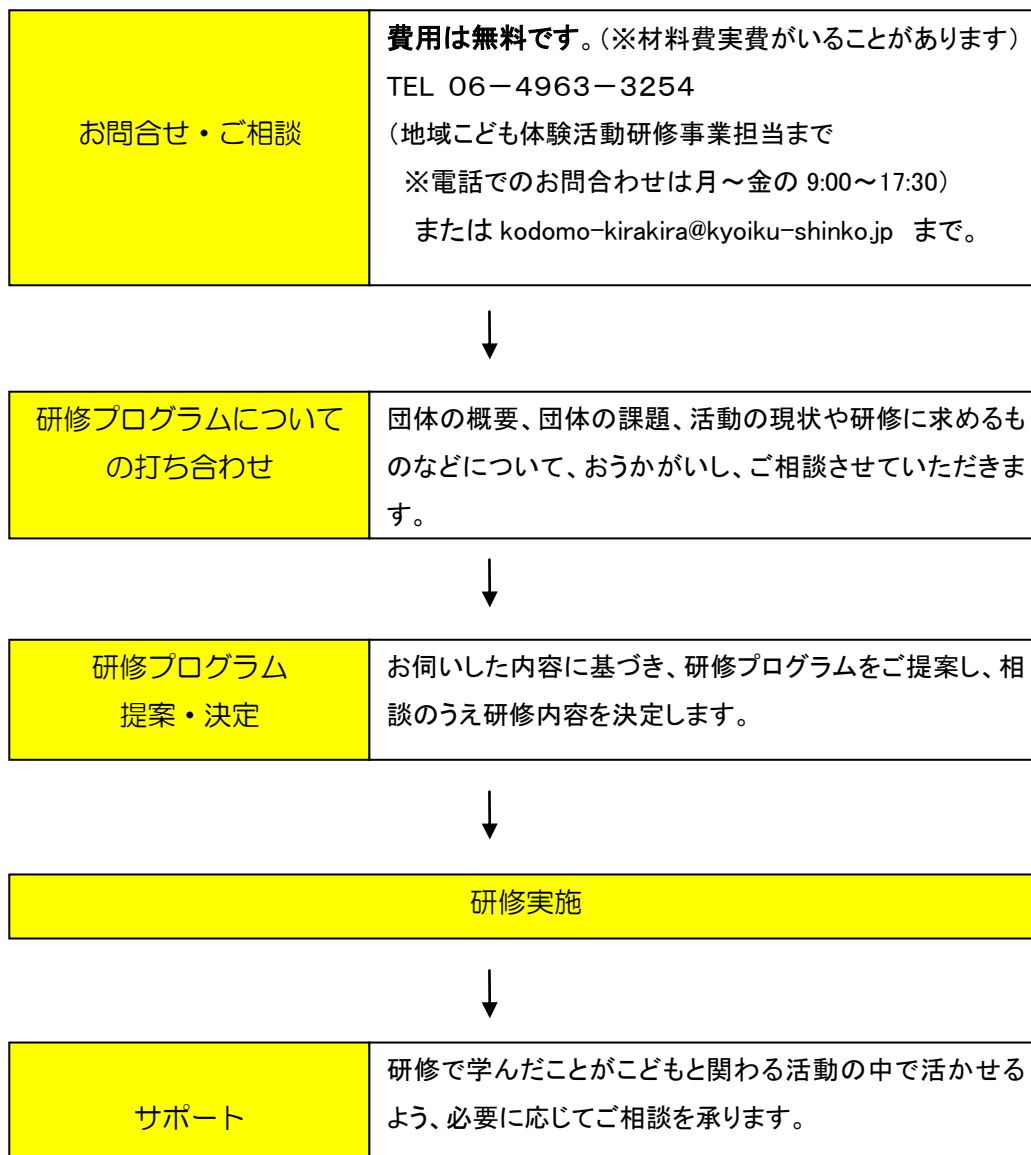 お問合せ・ご相談
費用は無料です。（※材料費実費がいることがあります）
TEL ０６－４９６３－３２５４
（地域こども体験活動研修事業担当まで
※電話でのお問合わせは月～金の 9:00～17:30）
または kodomo-kirakira@kyoiku-shinko.jp まで。
研修プログラムについて
の打ち合わせ
団体の概要、団体の課題、活動の現状や研修に求めるも
のなどについて、おうかがいし、ご相談させていただきま
す。
研修プログラム
提案・決定
お伺いした内容に基づき、研修プログラムをご提案し、相
談のうえ研修内容を決定します。
研修実施
サポート
研修で学んだことがこどもと関わる活動の中で活かせる
よう、必要に応じてご相談を承ります。